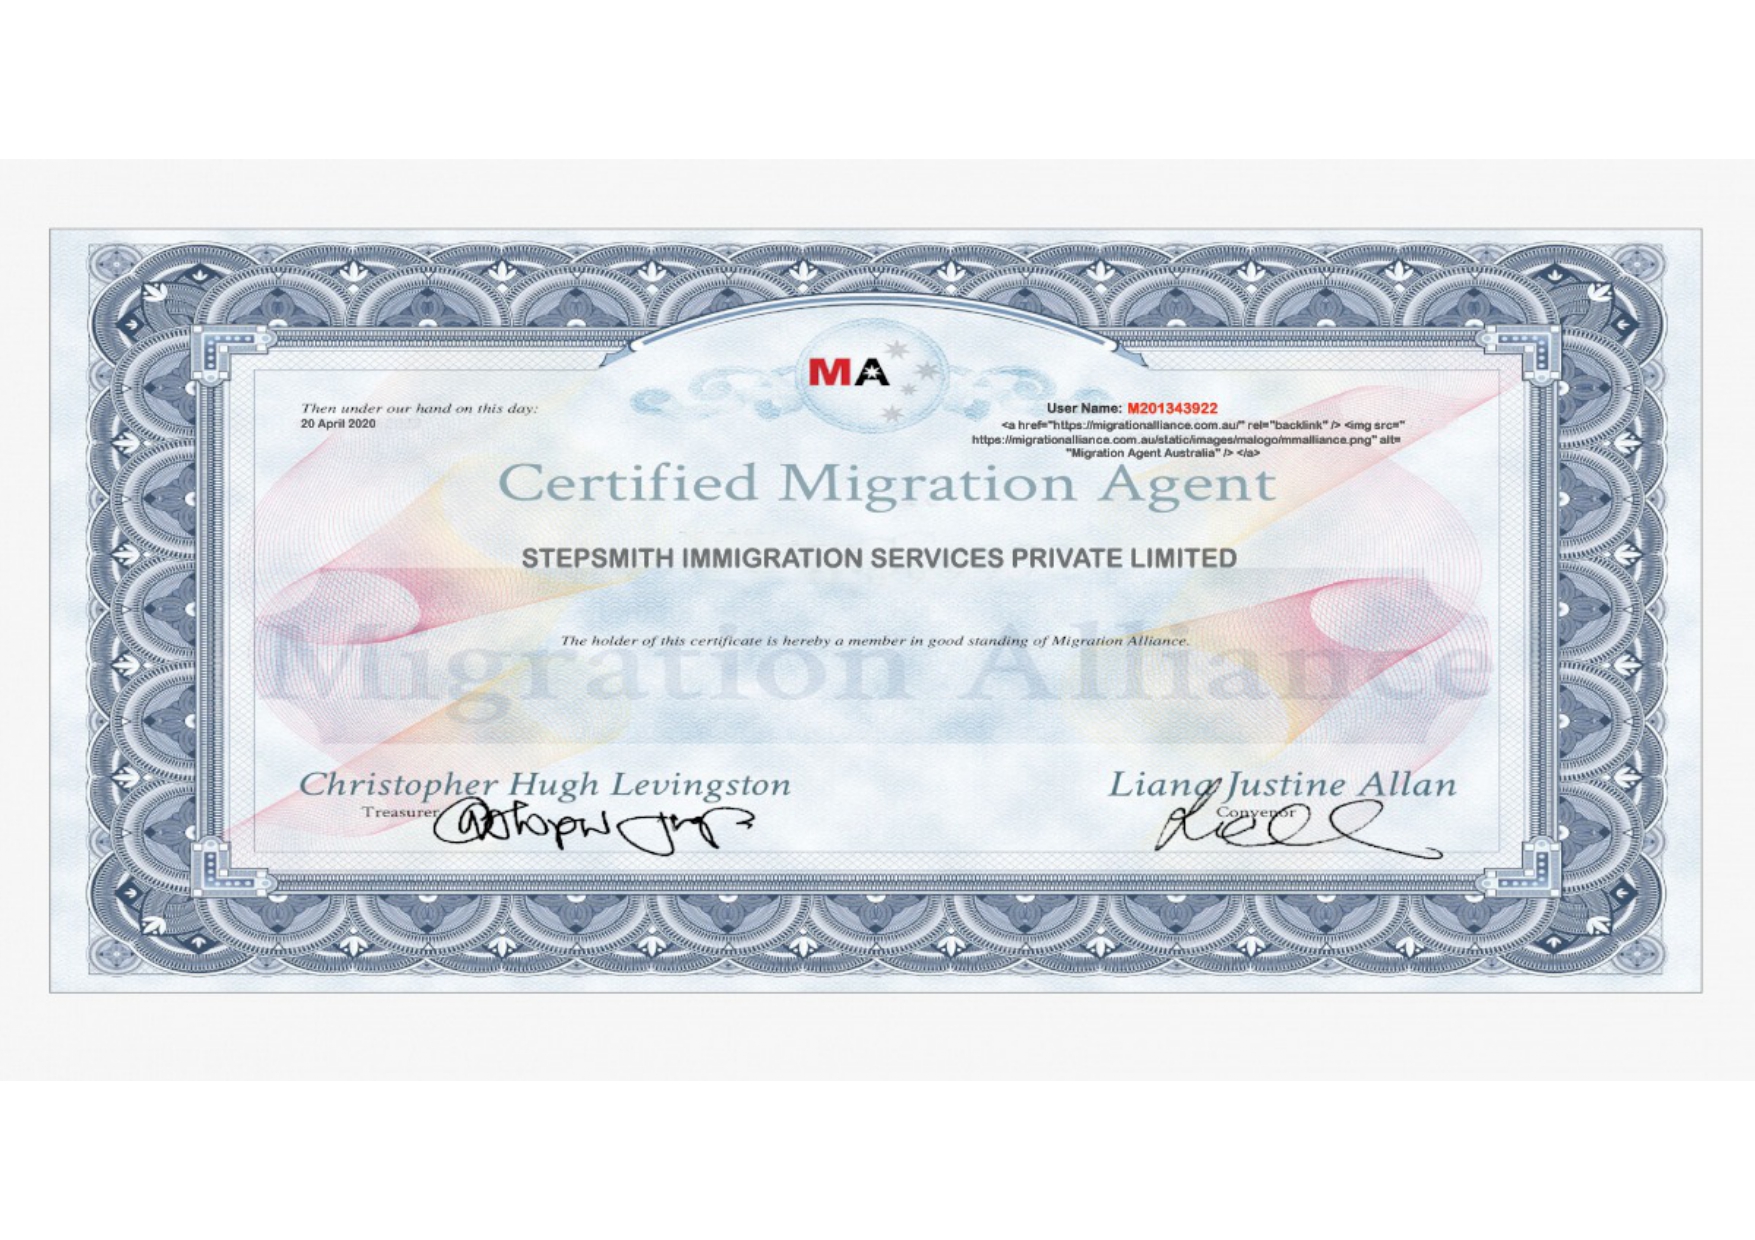 MA
Then under our hand on this day:
20 April 2020
User Name: M201343922
<a href="https://migrationalliance.com.au/" rel="backlink" /> <img src="
https://migrationalliance.com.au/static/images/malogo/mmalliance.png" alt=
"Migration Agent Australia" /> </a>
Certified Migration Agent
STEPSMITH IMMIGRATION SERVICES PRIVATE LIMITED
The holder of this certificate is hereby a member in good standing of Migration Alliance.
Migration Alliance
Christopher Hugh Levingston
Treasurer
Liana Justine Allan
Convenor